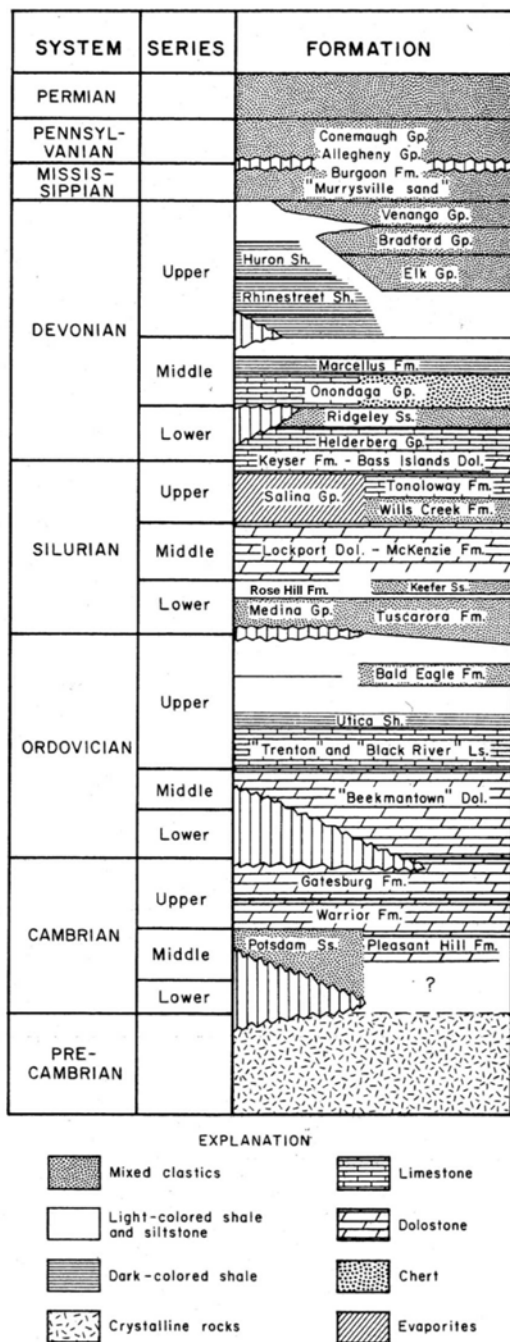 SYSTEM
SERIES
FORMATION
PERMIAN
PENNSYL-
VANIAN
Conemaugh Gp.
Allegheny Gp.
MISSIS-
SIPPIAN
Burgoon Fm.
"Murrysville sand"
DEVONIAN
Upper
Venango Gp.
Bradford Gp.
Huron Sh.
Elk Gp.
Rhinestreet Sh.
Middle
Marcellus Fm.
Onondaga Gp.
Lower
Ridgeley Ss.
Helderberg Gp.
Keyser Fm. - Bass Islands Dol.
SILURIAN
Upper
Salina Gp.
Tonoloway Fm.
Wills Creek Fm.
Middle
Lockport Dol. - McKenzie Fm.
Lower
Rose Hill Fm.
Keefer Ss.
Medina Gp.
Tuscarora Fm.
ORDOVICIAN
Upper
Bald Eagle Fm.
Utica Sh.
"Trenton" and "Black River" Ls.
Middle
"Beekmantown" Dol.
Lower
CAMBRIAN
Upper
Gatesburg Fm.
Warrior Fm.
Middle
Potsdam Ss.
Pleasant Hill Fm.
Lower
?
PRE-
CAMBRIAN
EXPLANATION
Mixed clastics
Limestone
Light-colored shale
and siltstone
Dolostone
Dark-colored shale
Chert
Crystalline rocks
Evaporites